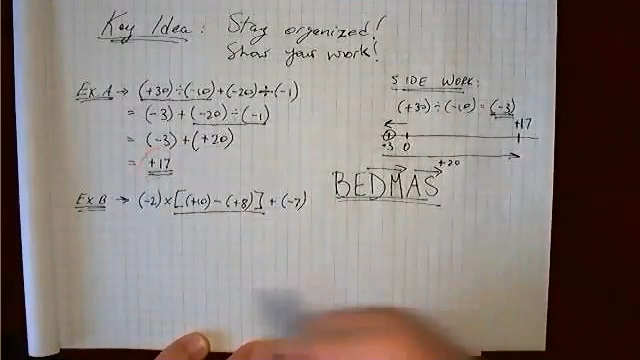 Key Idea: Stay organized!
Show your work!
Ex.A → (+30)÷(-10)+(-20)÷(-1)
= (-3)+(-20)÷(-1)
= (-3)+(+20)
= +17
Ex.B → (-2)×[(+10)-(+8)]+(-7)
SIDE WORK:
(+30)÷(-10)=(-3)
+17
+3 0
+20
BEDMAS